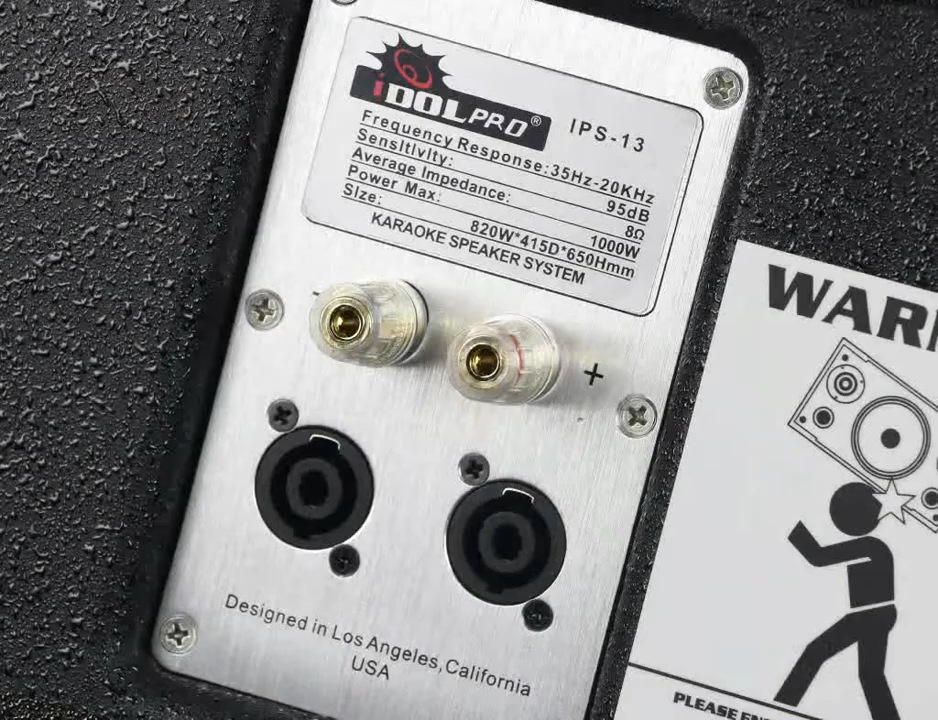 iDOLPRO® IPS-13
Frequency Response: 35Hz-20KHz
Sensitivity: 95dB
Average Impedance: 8Ω
Power Max: 1000W
Size: 820W*415D*650Hmm
KARAOKE SPEAKER SYSTEM
- +
Designed in Los Angeles, California
USA
PLEASE